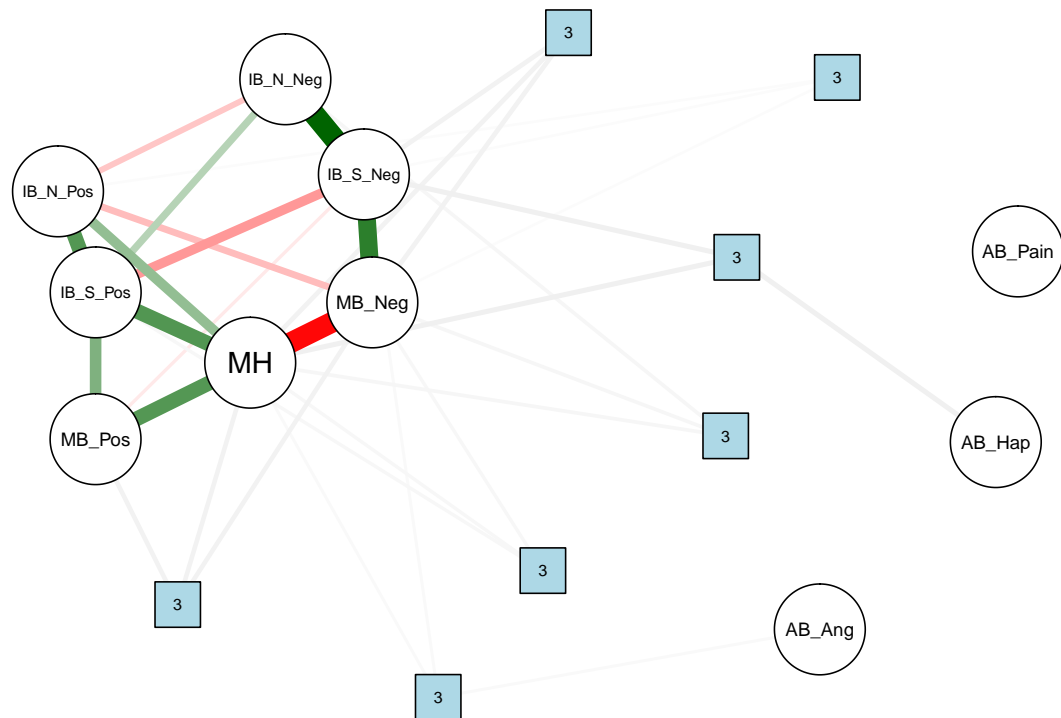 3
IB_N_Neg
3
IB_S_Neg
IB_N_Pos
AB_Pain
3
IB_S_Pos
MB_Neg
MH
MB_Pos
3
AB_Hap
3
3
AB_Ang
3